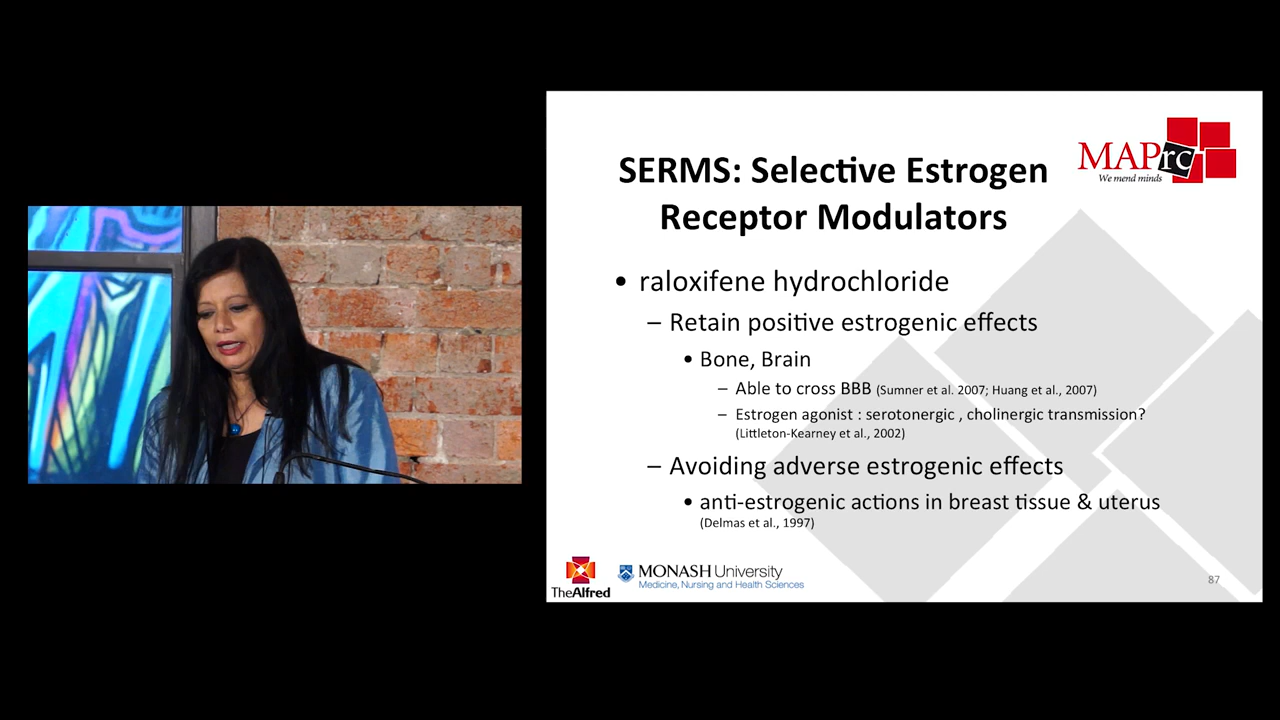 SERMS: Selective Estrogen
Receptor Modulators
MAPrc
We mend minds
• raloxifene hydrochloride
– Retain positive estrogenic effects
• Bone, Brain
– Able to cross BBB (Sumner et al. 2007; Huang et al., 2007)
– Estrogen agonist : serotonergic , cholinergic transmission?
(Littleton-Kearney et al., 2002)
– Avoiding adverse estrogenic effects
• anti-estrogenic actions in breast tissue & uterus
(Delmas et al., 1997)
TheAlfred
MONASH University
Medicine, Nursing and Health Sciences
87